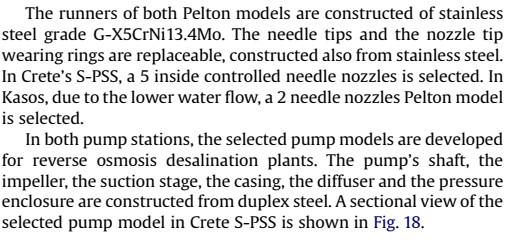 The runners of both Pelton models are constructed of stainless
steel grade G-X5CrNi13.4Mo. The needle tips and the nozzle tip
wearing rings are replaceable, constructed also from stainless steel.
In Crete's S-PSS, a 5 inside controlled needle nozzles is selected. In
Kasos, due to the lower water flow, a 2 needle nozzles Pelton model
is selected.
In both pump stations, the selected pump models are developed
for reverse osmosis desalination plants. The pump's shaft, the
impeller, the suction stage, the casing, the diffuser and the pressure
enclosure are constructed from duplex steel. A sectional view of the
selected pump model in Crete S-PSS is shown in Fig. 18.